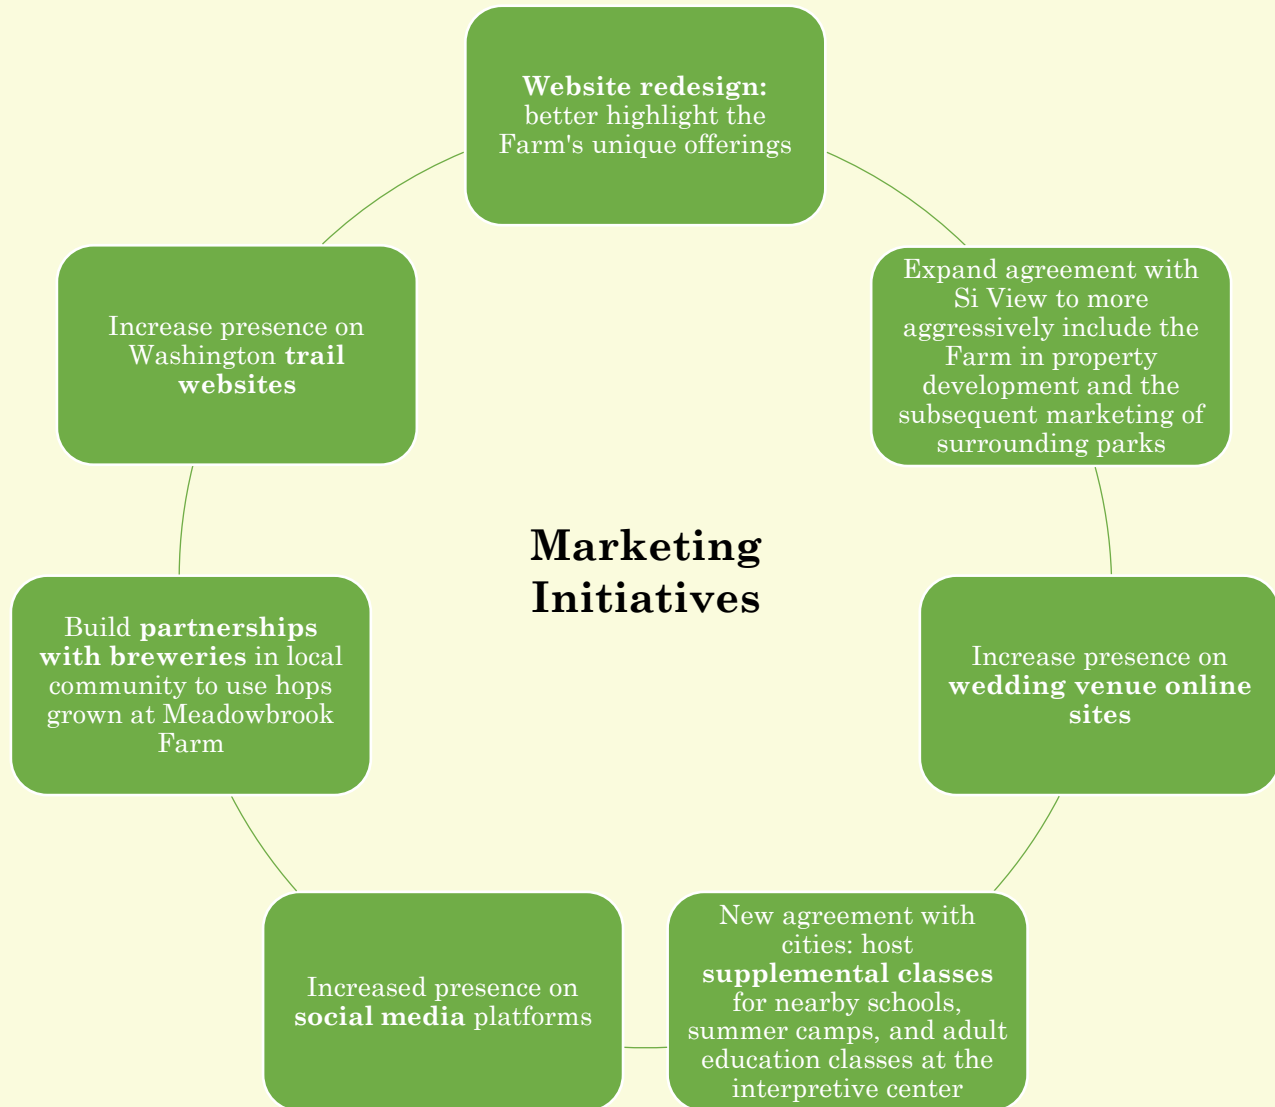 Website redesign:
better highlight the
Farm's unique offerings
Expand agreement with
Si View to more
aggressively include the
Farm in property
development and the
subsequent marketing of
surrounding parks
Increase presence on
wedding venue online
sites
New agreement with
cities: host
supplemental classes
for nearby schools,
summer camps, and adult
education classes at the
interpretive center
Increased presence on
social media platforms
Build partnerships
with breweries in local
community to use hops
grown at Meadowbrook
Farm
Increase presence on
Washington trail
websites
Marketing
Initiatives